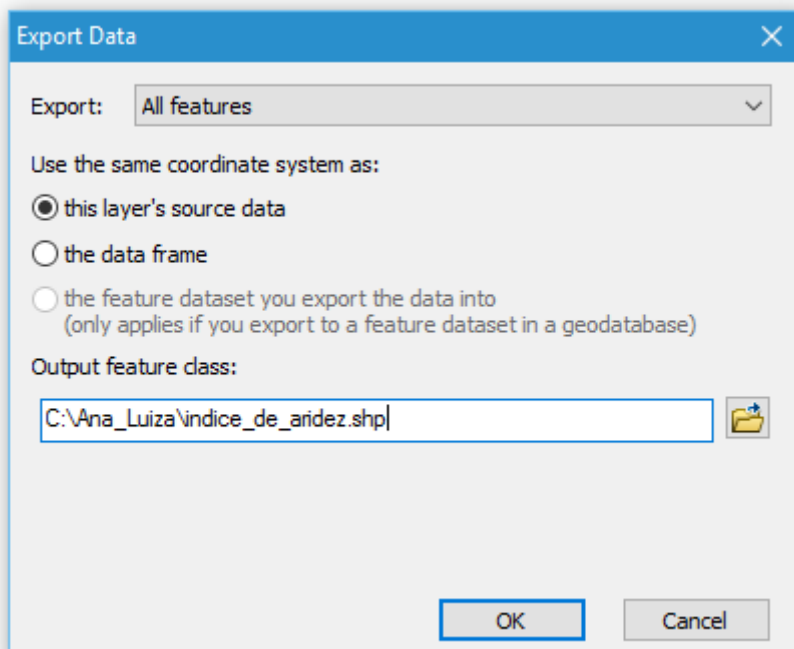 Export Data
Export: All features
Use the same coordinate system as:
this layer's source data
the data frame
the feature dataset you export the data into
(only applies if you export to a feature dataset in a geodatabase)
Output feature class:
C:\Ana_Luiza\indice_de_aridez.shp
OK Cancel